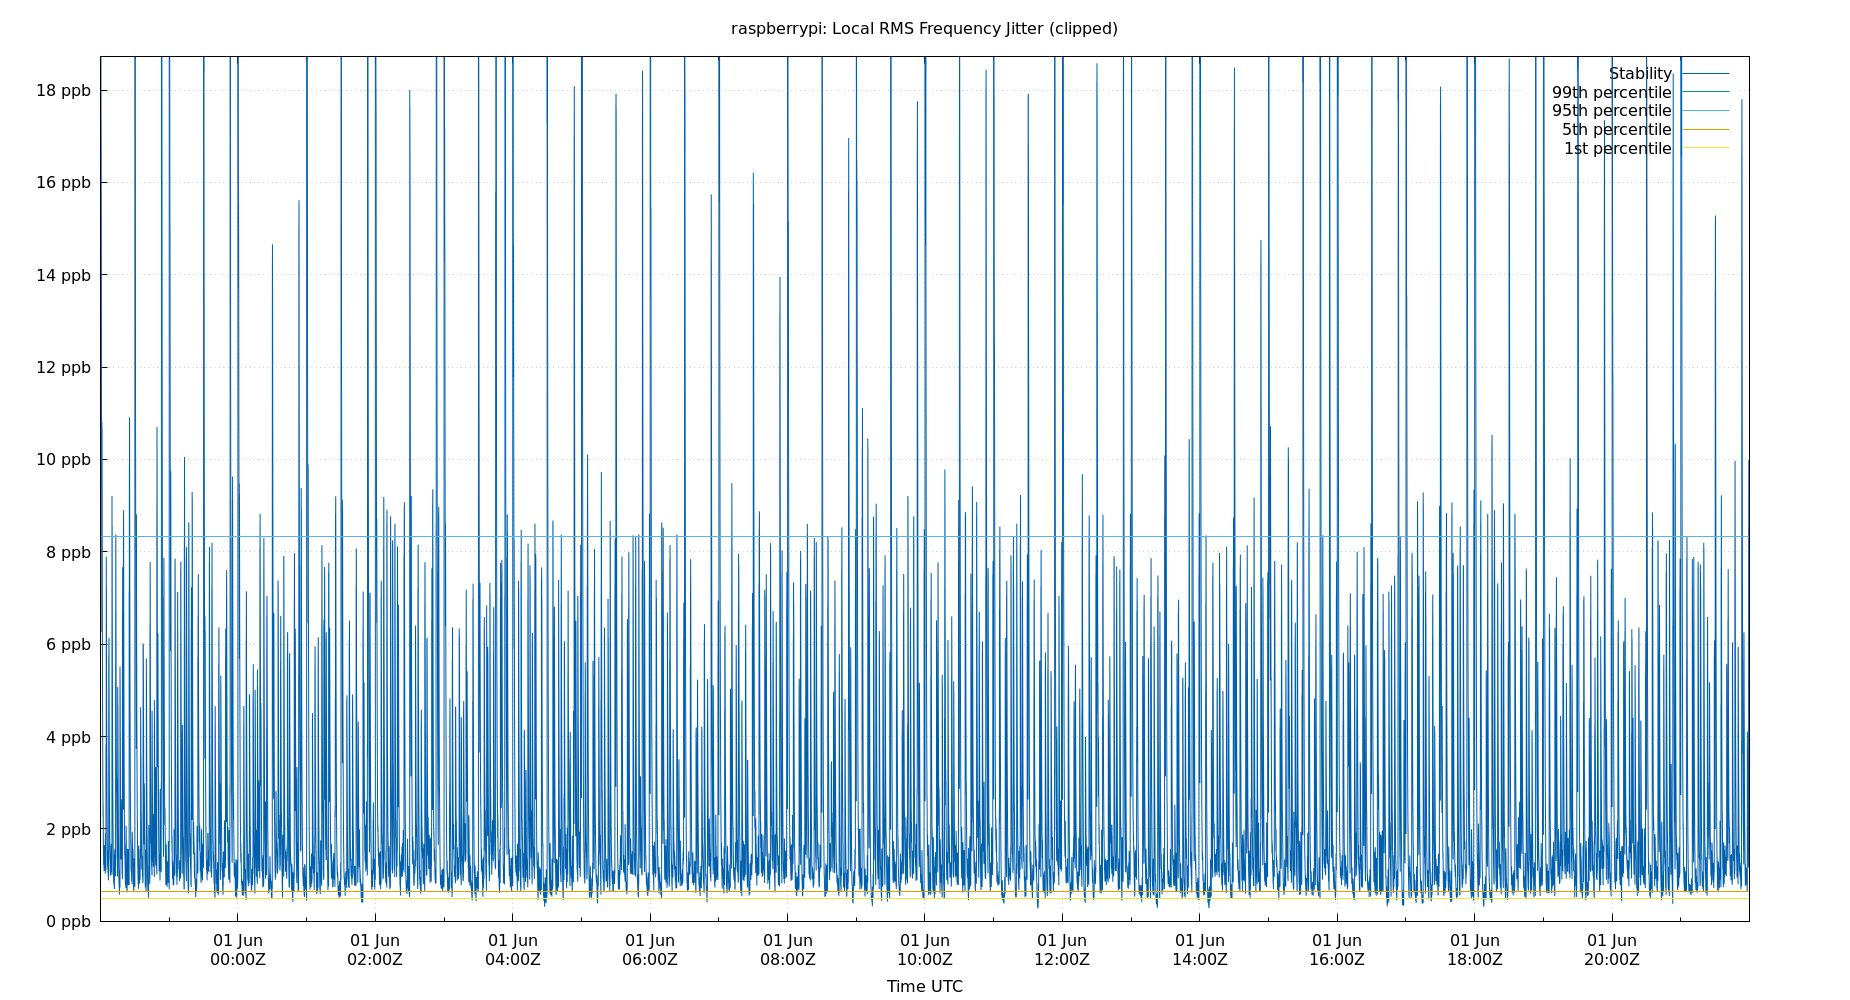 raspberrypi: Local RMS Frequency Jitter (clipped)
18 ppb
16 ppb
14 ppb
12 ppb
10 ppb
8 ppb
6 ppb
4 ppb
2 ppb
0 ppb
Stability
99th percentile
95th percentile
5th percentile
1st percentile
01 Jun 01 Jun 01 Jun 01 Jun 01 Jun 01 Jun 01 Jun 01 Jun 01 Jun 01 Jun 01 Jun
00:00Z 02:00Z 04:00Z 06:00Z 08:00Z 10:00Z 12:00Z 14:00Z 16:00Z 18:00Z 20:00Z
Time UTC